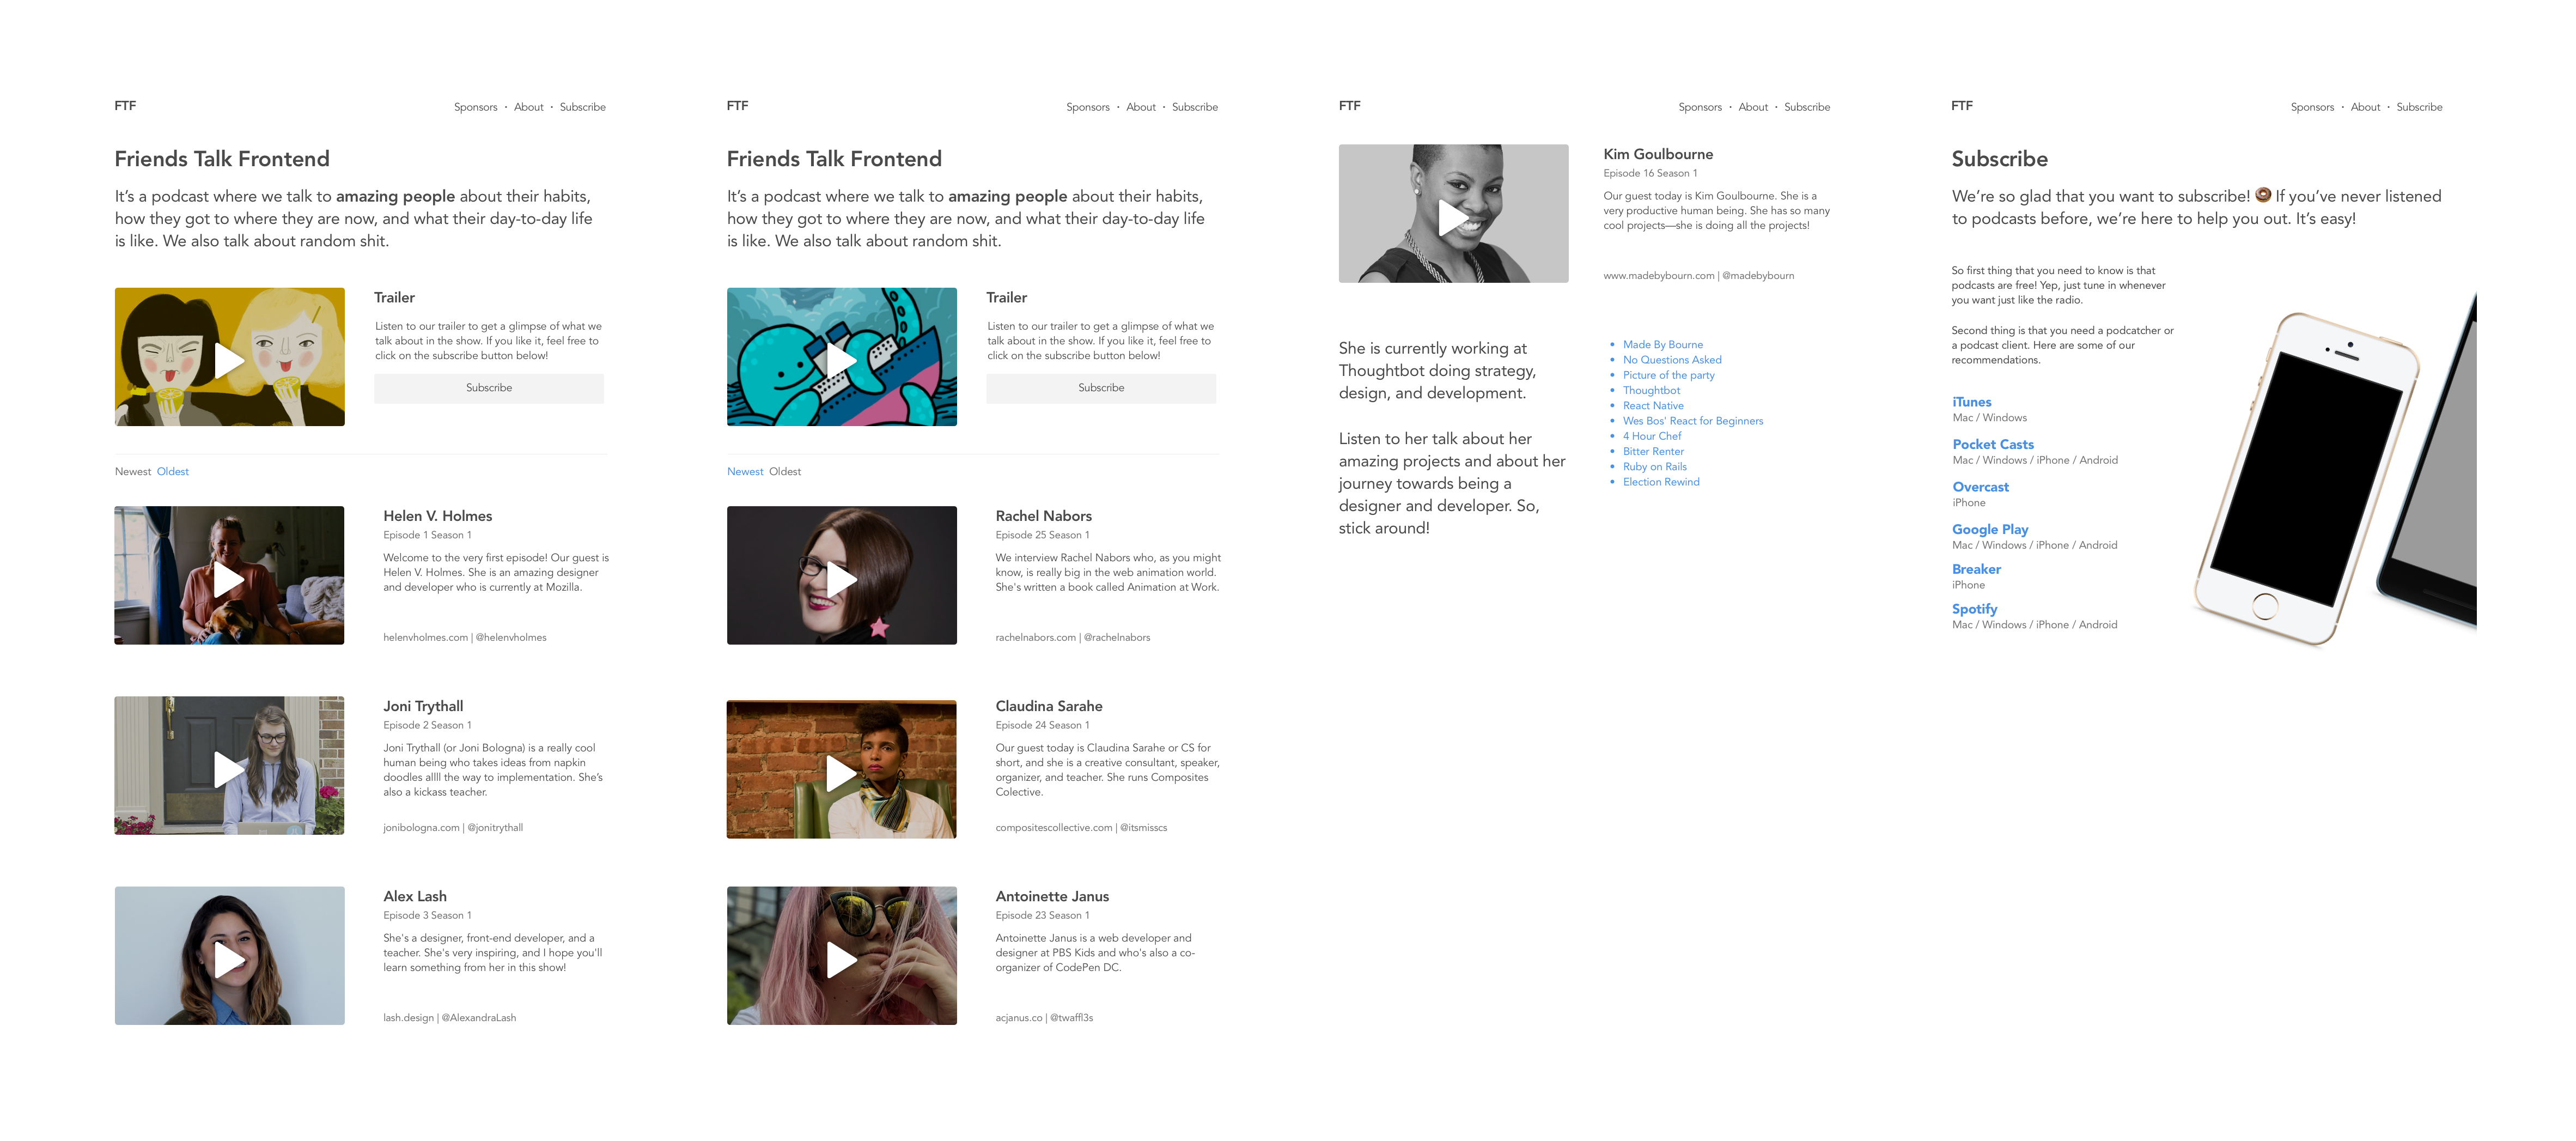 FTF
Sponsors · About · Subscribe
Friends Talk Frontend
It’s a podcast where we talk to amazing people about their habits,
how they got to where they are now, and what their day-to-day life
is like. We also talk about random shit.
Trailer
Listen to our trailer to get a glimpse of what we
talk about in the show. If you like it, feel free to
click on the subscribe button below!
Subscribe
Newest Oldest
Helen V. Holmes
Episode 1 Season 1
Welcome to the very first episode! Our guest is
Helen V. Holmes. She is an amazing designer
and developer who is currently at Mozilla.
helenvholmes.com | @helenvholmes
Joni Trythall
Episode 2 Season 1
Joni Trythall (or Joni Bologna) is a really cool
human being who takes ideas from napkin
doodles allll the way to implementation. She’s
also a kickass teacher.
jonibologna.com | @jonitrythall
Alex Lash
Episode 3 Season 1
She's a designer, front-end developer, and a
teacher. She's very inspiring, and I hope you'll
learn something from her in this show!
lash.design | @AlexandraLash
FTF
Sponsors · About · Subscribe
Friends Talk Frontend
It’s a podcast where we talk to amazing people about their habits,
how they got to where they are now, and what their day-to-day life
is like. We also talk about random shit.
Trailer
Listen to our trailer to get a glimpse of what we
talk about in the show. If you like it, feel free to
click on the subscribe button below!
Subscribe
Newest Oldest
Rachel Nabors
Episode 25 Season 1
We interview Rachel Nabors who, as you might
know, is really big in the web animation world.
She's written a book called Animation at Work.
rachelnabors.com | @rachelnabors
Claudina Sarahe
Episode 24 Season 1
Our guest today is Claudina Sarahe or CS for
short, and she is a creative consultant, speaker,
organizer, and teacher. She runs Composites
Colective.
compositescollective.com | @itsmisscs
Antoinette Janus
Episode 23 Season 1
Antoinette Janus is a web developer and
designer at PBS Kids and who's also a co-
organizer of CodePen DC.
acjanus.co | @twaffl3s
FTF
Sponsors · About · Subscribe
Kim Goulbourne
Episode 16 Season 1
Our guest today is Kim Goulbourne. She is a
very productive human being. She has so many
cool projects—she is doing all the projects!
www.madebybourn.com | @madebybourn
She is currently working at
Thoughtbot doing strategy,
design, and development.
Listen to her talk about her
amazing projects and about her
journey towards being a
designer and developer. So,
stick around!
• Made By Bourne
• No Questions Asked
• Picture of the party
• Thoughtbot
• React Native
• Wes Bos' React for Beginners
• 4 Hour Chef
• Bitter Renter
• Ruby on Rails
• Election Rewind
FTF
Sponsors · About · Subscribe
Subscribe
We’re so glad that you want to subscribe! 🍩 If you’ve never listened
to podcasts before, we’re here to help you out. It’s easy!
So first thing that you need to know is that
podcasts are free! Yep, just tune in whenever
you want just like the radio.
Second thing is that you need a podcatcher or
a podcast client. Here are some of our
recommendations.
iTunes
Mac / Windows
Pocket Casts
Mac / Windows / iPhone / Android
Overcast
iPhone
Google Play
Mac / Windows / iPhone / Android
Breaker
iPhone
Spotify
Mac / Windows / iPhone / Android